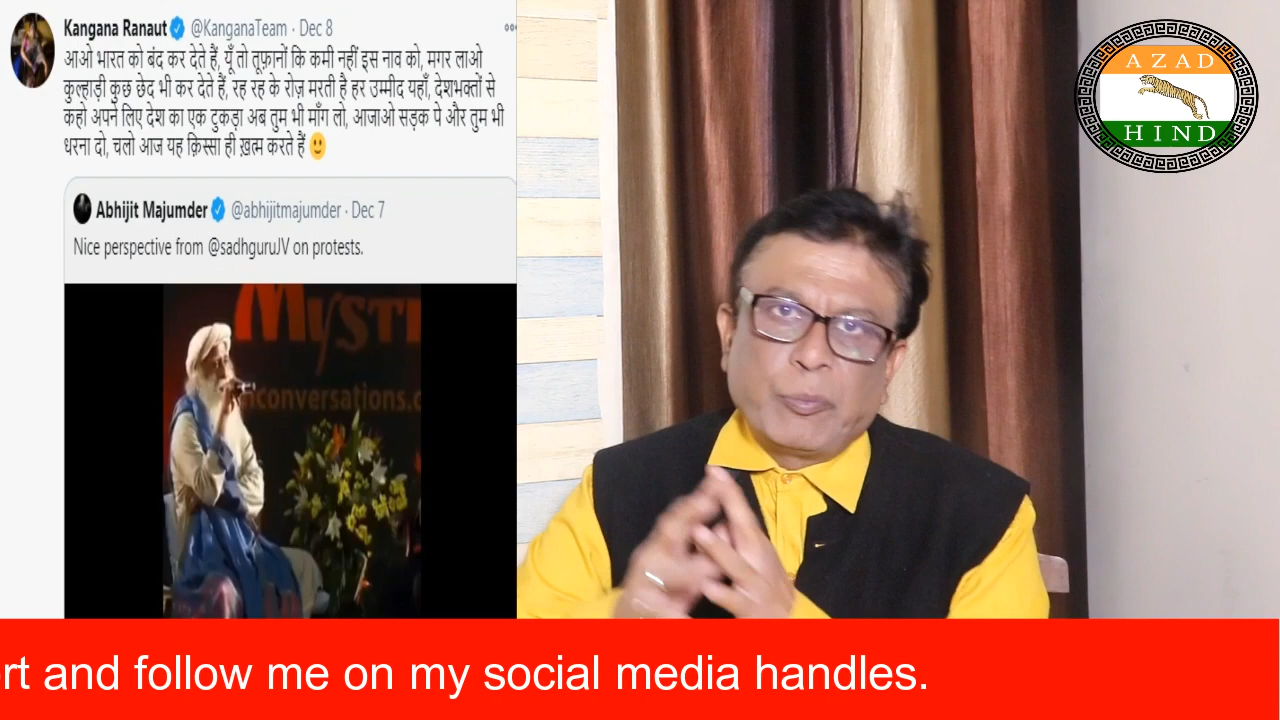 Kangana Ranaut @KanganaTeam · Dec 8
आओ भारत को बंद कर देते हैं, यूँ तो तूफ़ानों कि कमी नहीं इस नाव को, मगर लाओ
कुल्हाड़ी कुछ छेद भी कर देते हैं, रह रह के रोज़ मरती है हर उम्मीद यहाँ, देशभक्तों से
कहो अपने लिए देश का एक टुकड़ा अब तुम भी माँग लो, आजाओ सड़क पे और तुम भी
धरना दो, चलो आज यह क़िस्सा ही ख़त्म करते हैं 🙂
Abhijit Majumder @abhijitmajumder · Dec 7
Nice perspective from @sadhguruJV on protests.
MYSTI
nconversations.c
AZAD
HIND
rt and follow me on my social media handles.